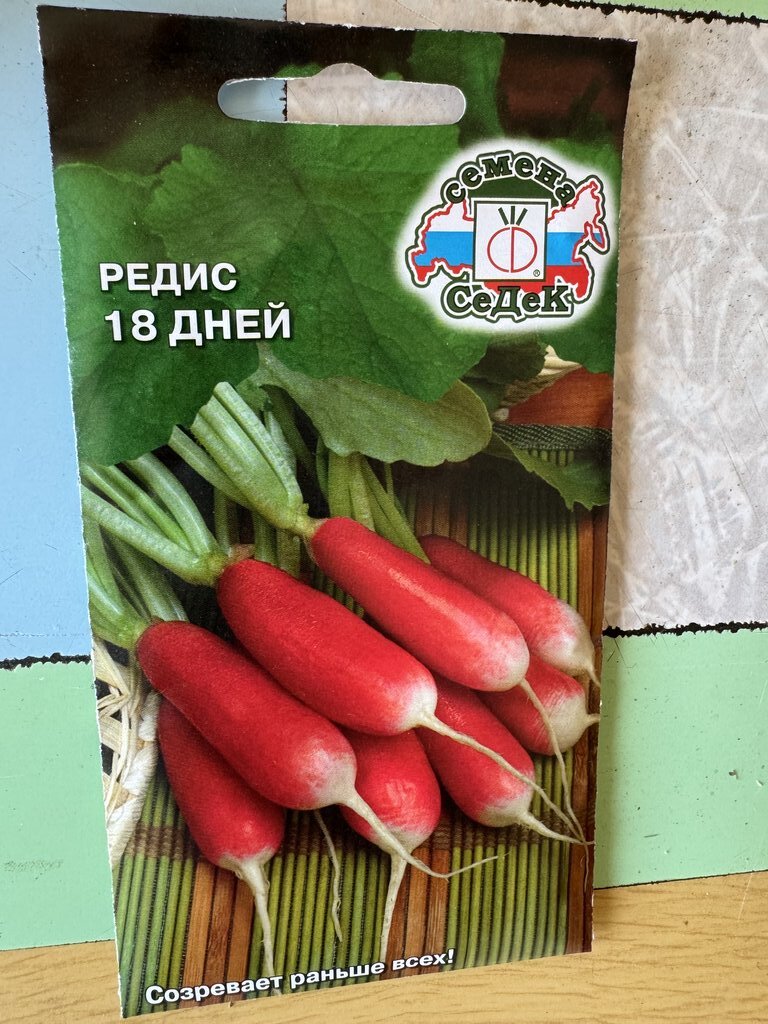 Семена
СеДеК
®
РЕДИС
18 ДНЕЙ
Созревает раньше всех!